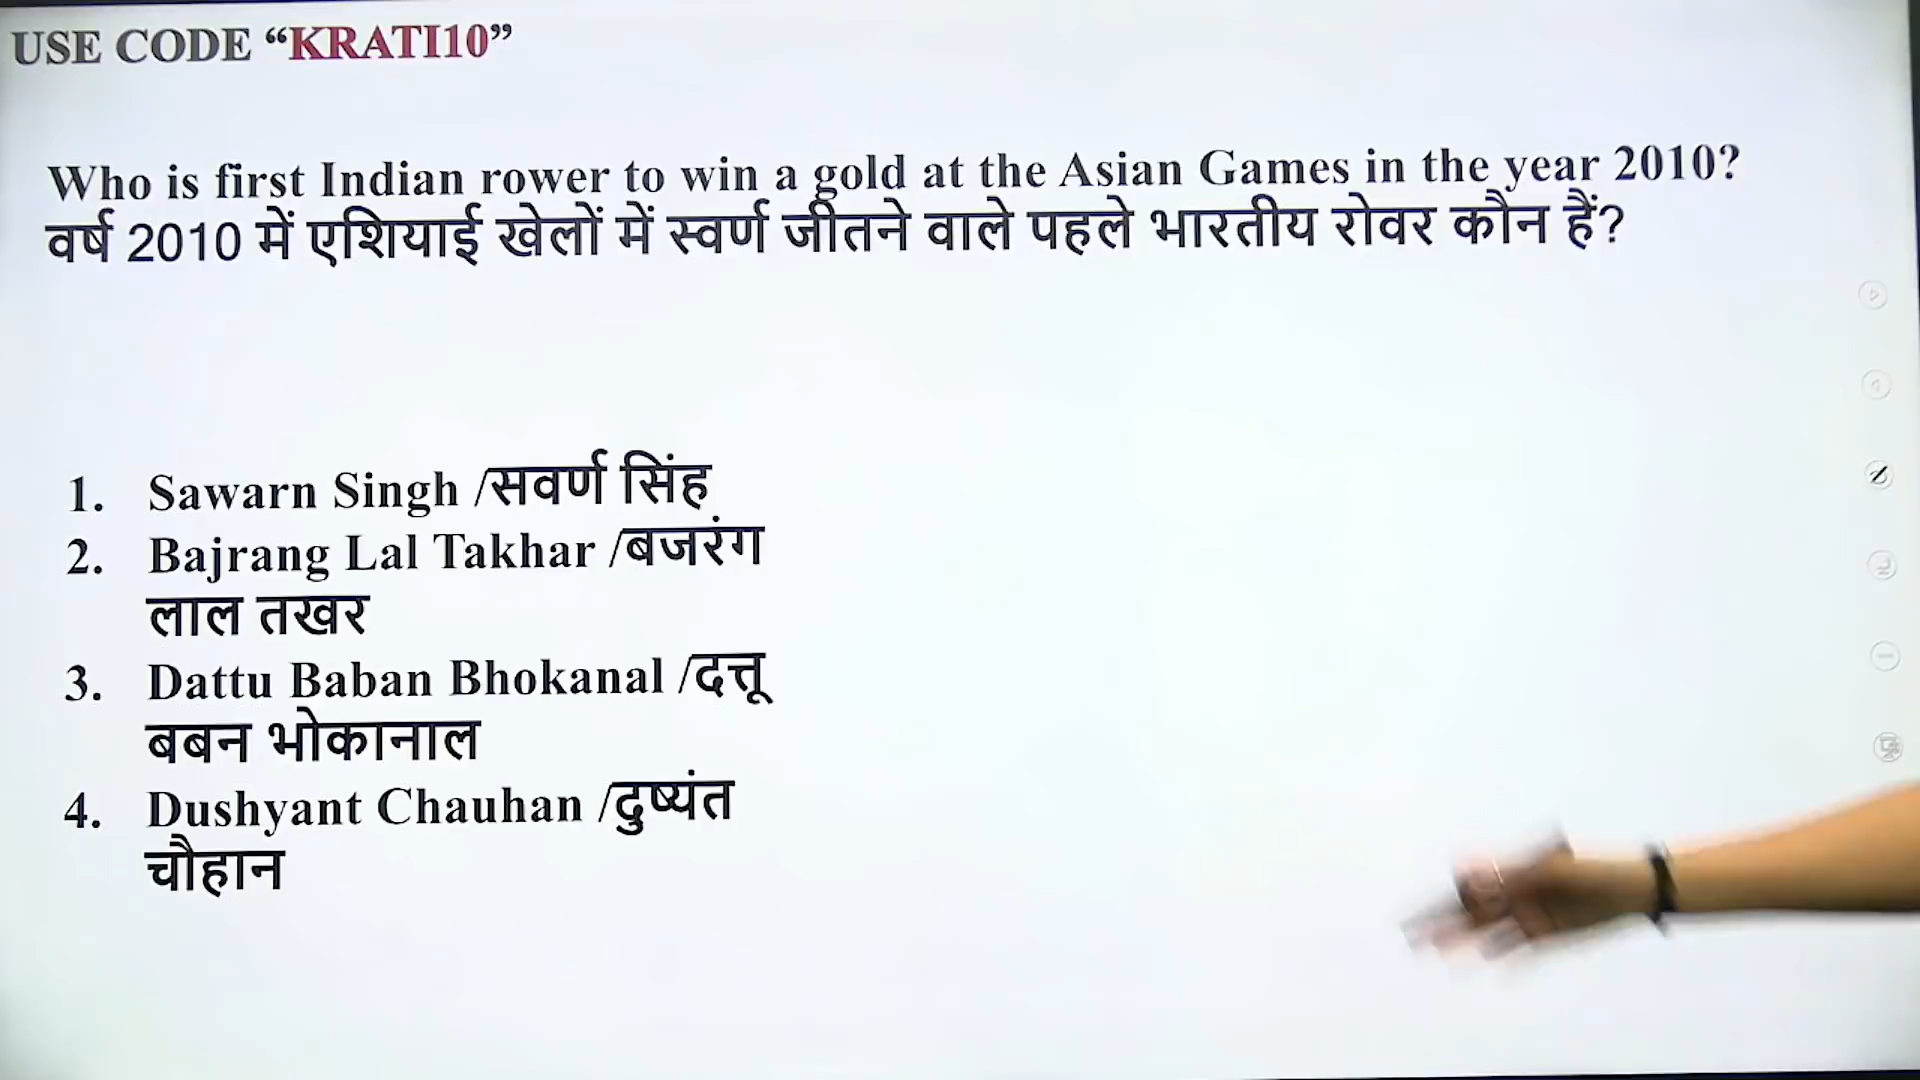 USE CODE “KRATI10”
Who is first Indian rower to win a gold at the Asian Games in the year 2010?
वर्ष 2010 में एशियाई खेलों में स्वर्ण जीतने वाले पहले भारतीय रोवर कौन हैं?
1. Sawarn Singh /सवर्ण सिंह
2. Bajrang Lal Takhar /बजरंग
लाल तखर
3. Dattu Baban Bhokanal /दत्तू
बबन भोकानाल
4. Dushyant Chauhan /दुष्यंत
चौहान